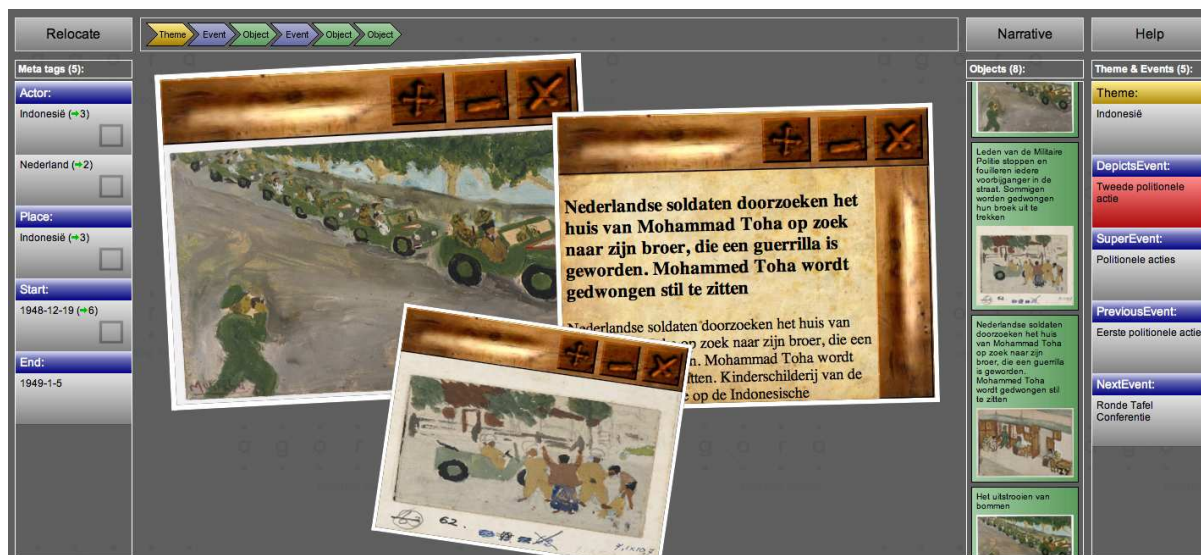 Relocate
Theme
Event
Object
Event
Object
Object
Narrative
Help
Meta tags (5):
Actor:
Indonesië (➔3)
Nederland (➔2)
Place:
Indonesië (➔3)
Start:
1948-12-19 (➔6)
End:
1949-1-5
Nederlandse soldaten doorzoeken het
huis van Mohammad Toha op zoek
naar zijn broer, die een guerrilla is
geworden. Mohammed Toha wordt
gedwongen stil te zitten
Nederlandse soldaten doorzoeken het huis van
op zoek naar zijn broer, die een
Mohammad Toha wordt
zitten. Kinderschilderij van de
op de Indonesische
62.
Objects (8):
Leden van de Militaire
Politie stoppen en
fouilleren iedere
voorbijganger in de
straat. Sommigen
worden gedwongen
hun broek uit te
trekken
Nederlandse soldaten
doorzoeken het huis
van Mohammad Toha
op zoek naar zijn
broer, die een guerrilla
is geworden.
Mohammed Toha
wordt gedwongen stil
te zitten
Het uitstrooien van
bommen
Theme & Events (5):
Theme:
Indonesië
DepictsEvent:
Tweede politionele
actie
SuperEvent:
Politionele acties
PreviousEvent:
Eerste politionele actie
NextEvent:
Ronde Tafel
Conferentie